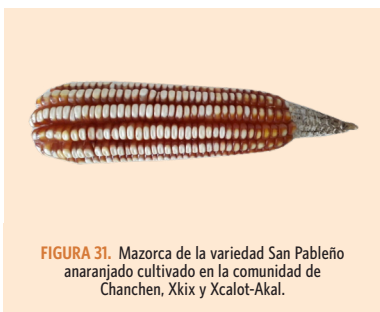 FIGURA 31. Mazorca de la variedad San Pableño
anaranjado cultivado en la comunidad de
Chanchen, Xkix y Xcalot-Akal.